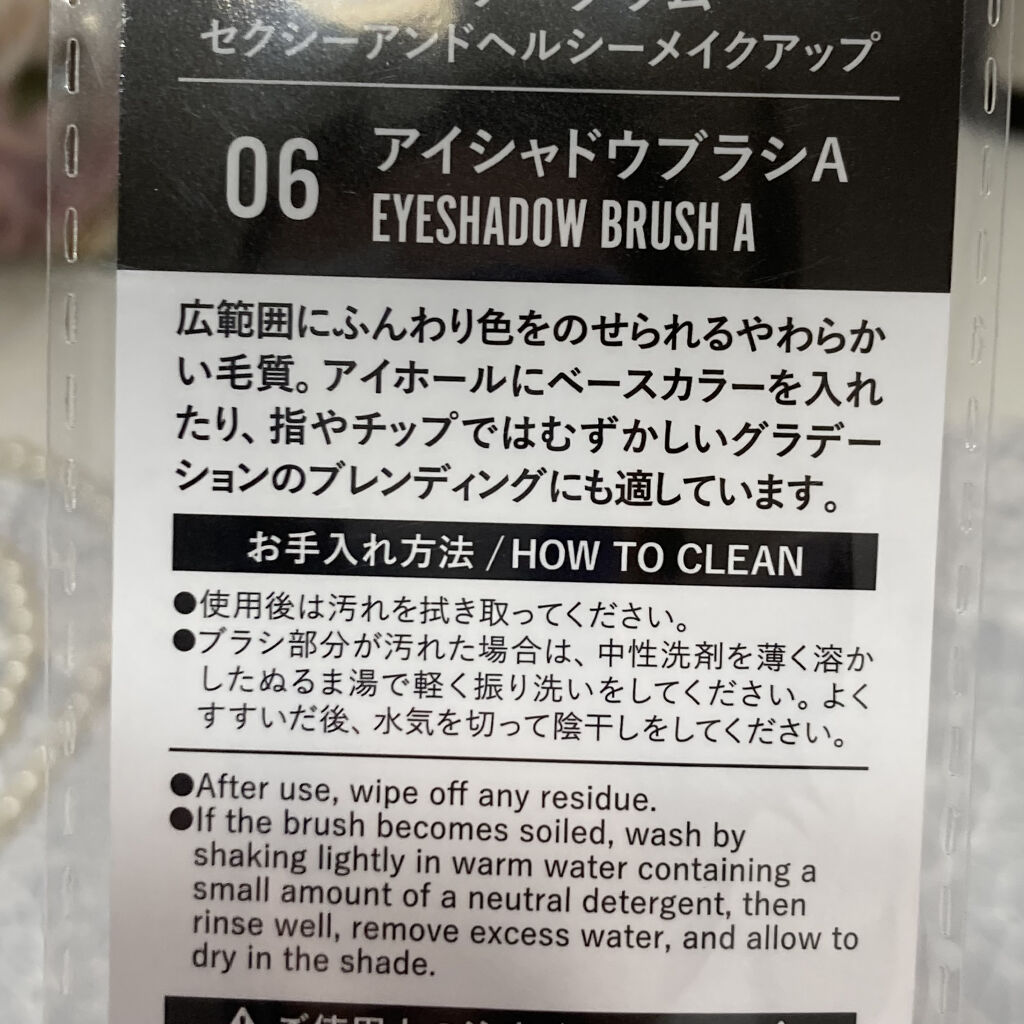 セクシーアンドヘルシーメイクアップ
06 アイシャドウブラシA
EYESHADOW BRUSH A
広範囲にふんわり色をのせられるやわらか
い毛質。アイホールにベースカラーを入れ
たり、指やチップではむずかしいグラデー
ションのブレンディングにも適しています。
お手入れ方法 / HOW TO CLEAN
●使用後は汚れを拭き取ってください。
●ブラシ部分が汚れた場合は、中性洗剤を薄く溶か
したぬるま湯で軽く振り洗いをしてください。よく
すすいだ後、水気を切って陰干しをしてください。
●After use, wipe off any residue.
●If the brush becomes soiled, wash by
shaking lightly in warm water containing a
small amount of a neutral detergent, then
rinse well, remove excess water, and allow to
dry in the shade.